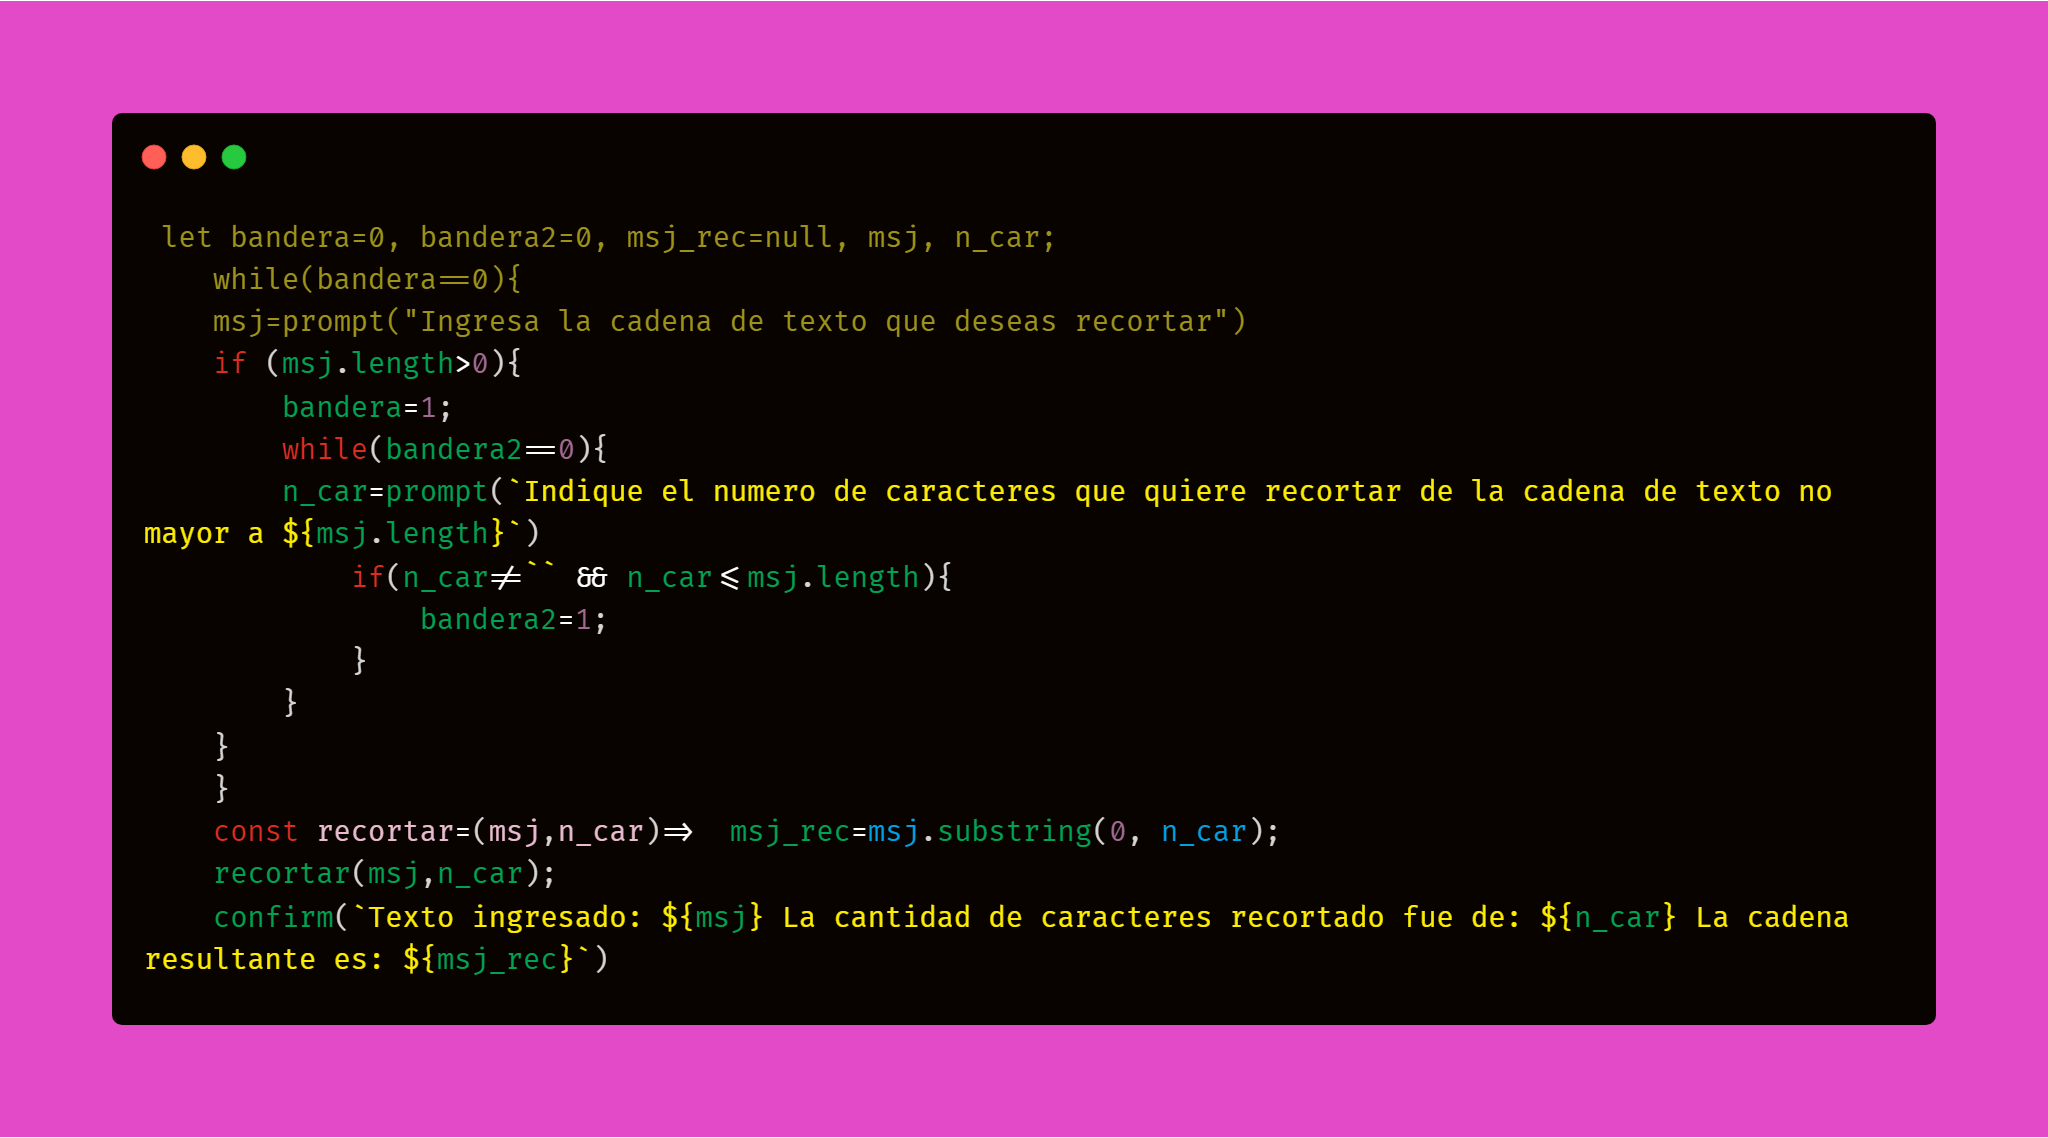 let bandera=0, bandera2=0, msj_rec=null, msj, n_car;
while(bandera==0){
msj=prompt("Ingresa la cadena de texto que deseas recortar")
if (msj.length>0){
bandera=1;
while(bandera2==0){
n_car=prompt(`Indique el numero de caracteres que quiere recortar de la cadena de texto no
mayor a ${msj.length}`)
if(n_car!=`` && n_car<=msj.length){
bandera2=1;
}
}
}
}
const recortar=(msj,n_car)=>  msj_rec=msj.substring(0, n_car);
recortar(msj,n_car);
confirm(`Texto ingresado: ${msj} La cantidad de caracteres recortado fue de: ${n_car} La cadena
resultante es: ${msj_rec}`)